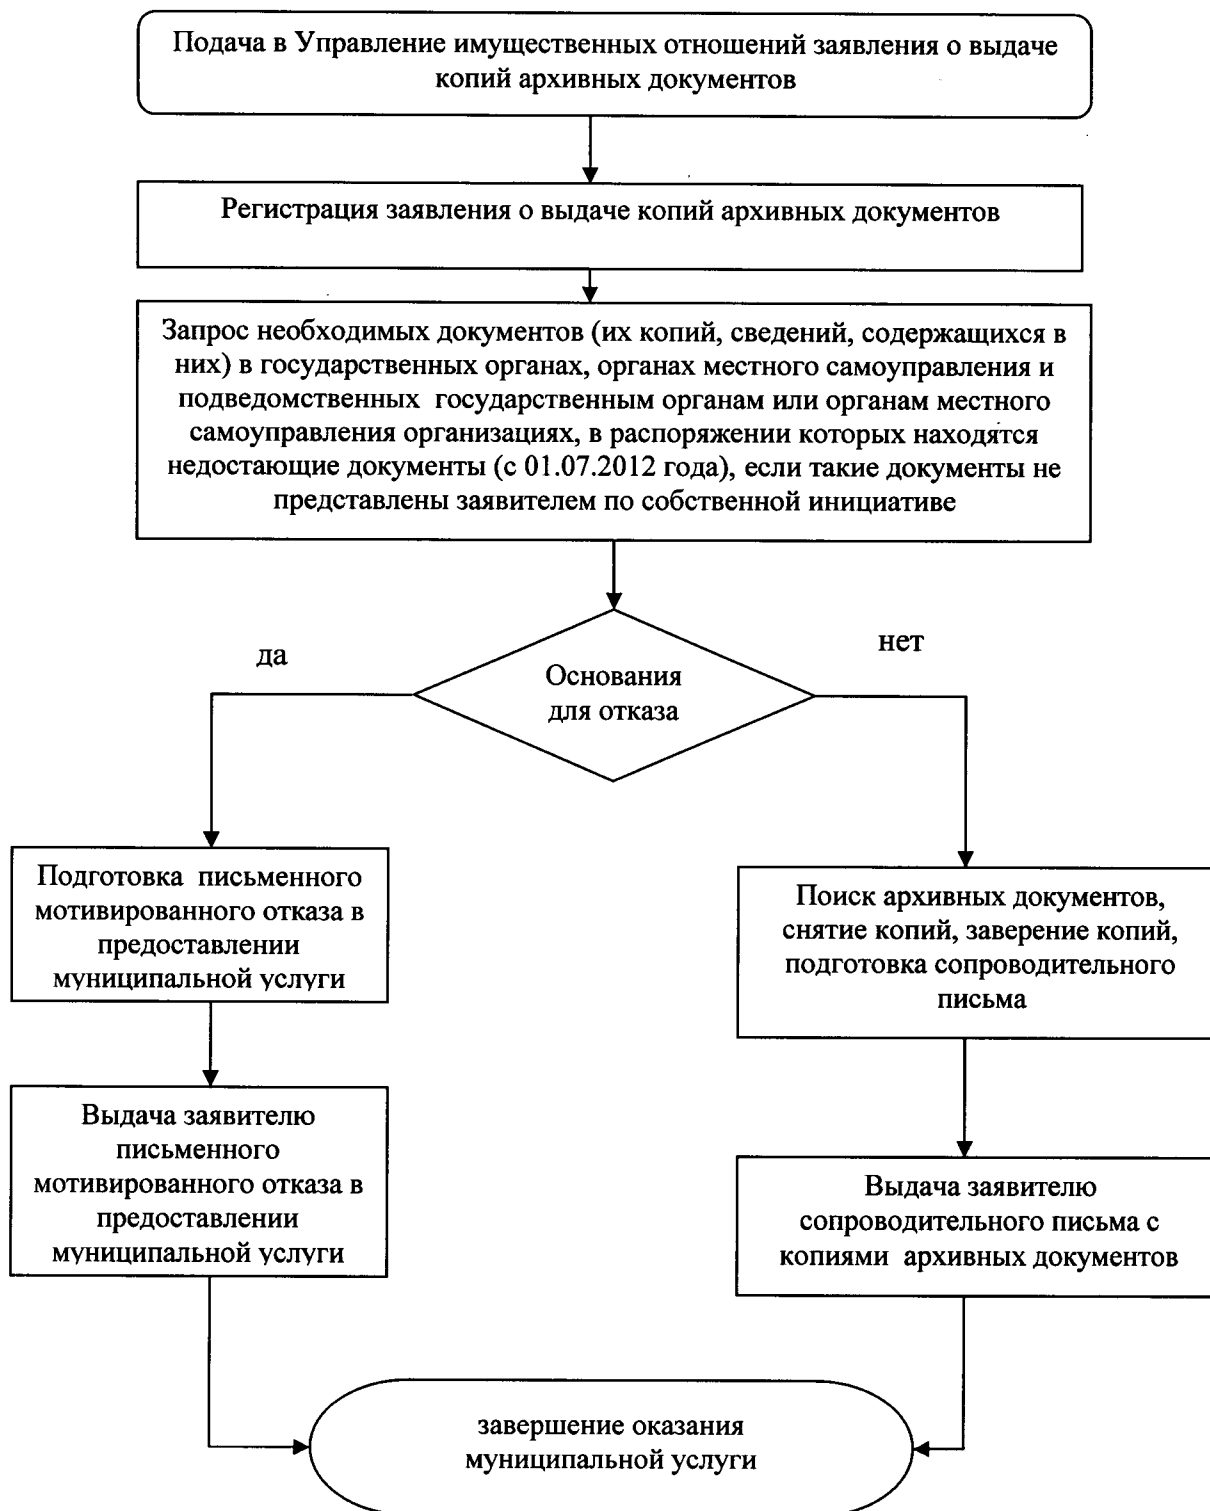 Подача в Управление имущественных отношений заявления о выдаче
копий архивных документов
Регистрация заявления о выдаче копий архивных документов
Запрос необходимых документов (их копий, сведений, содержащихся в
них) в государственных органах, органах местного самоуправления и
подведомственных государственным органам или органам местного
самоуправления организациях, в распоряжении которых находятся
недостающие документы (с 01.07.2012 года), если такие документы не
представлены заявителем по собственной инициативе
да
нет
Основания
для отказа
Подготовка письменного
мотивированного отказа в
предоставлении
муниципальной услуги
Поиск архивных документов,
снятие копий, заверение копий,
подготовка сопроводительного
письма
Выдача заявителю
письменного
мотивированного отказа в
предоставлении
муниципальной услуги
Выдача заявителю
сопроводительного письма с
копиями архивных документов
завершение оказания
муниципальной услуги